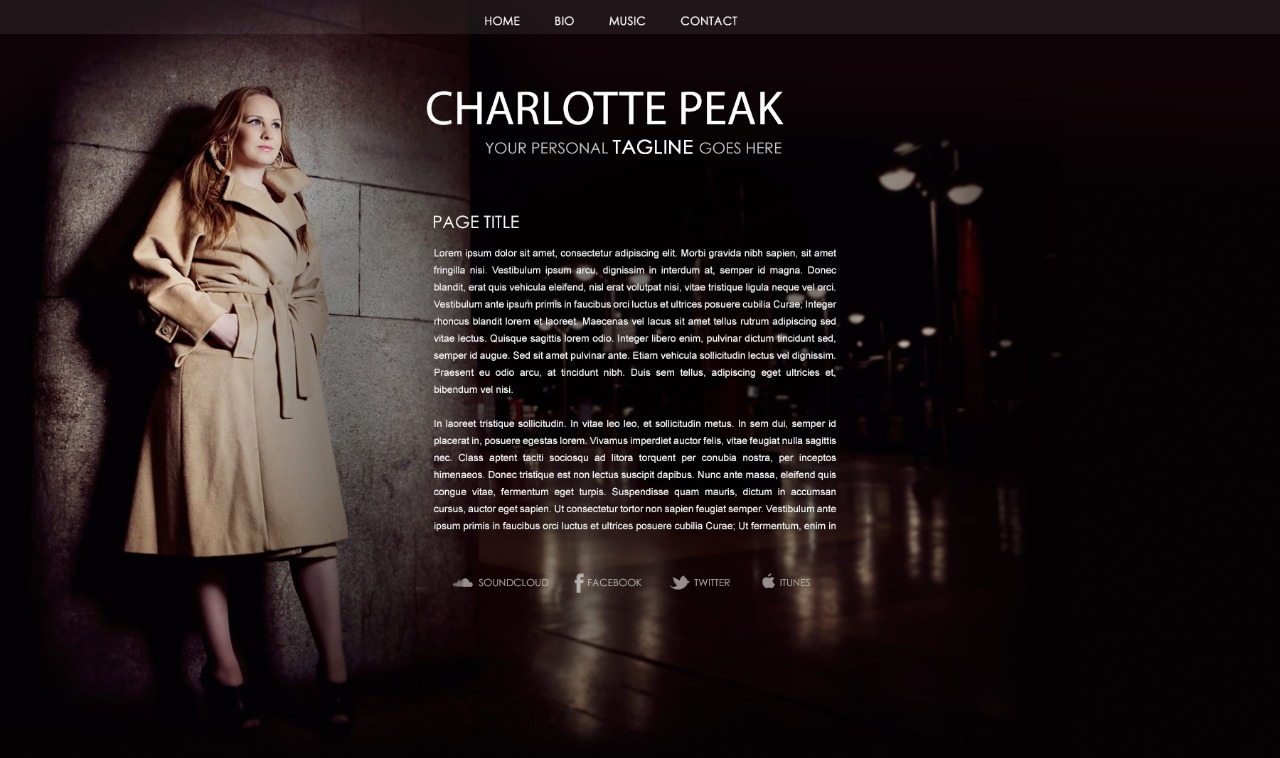 HOME BIO MUSIC CONTACT
CHARLOTTE PEAK
YOUR PERSONAL TAGLINE GOES HERE
PAGE TITLE
Lorem ipsum dolor sit amet, consectetur adipiscing elit. Morbi gravida nibh sapien, sit amet
fringilla nisi. Vestibulum ipsum arcu, dignissim in interdum at, semper id magna. Donec
blandit, erat quis vehicula eleifend, nisl erat volutpat nisi, vitae tristique ligula neque vel orci.
Vestibulum ante ipsum primis in faucibus orci luctus et ultrices posuere cubilia Curae; Integer
rhoncus blandit lorem et laoreet. Maecenas vel lacus sit amet tellus rutrum adipiscing sed
vitae lectus. Quisque sagittis lorem odio. Integer libero enim, pulvinar dictum tincidunt sed,
semper id augue. Sed sit amet pulvinar ante. Etiam vehicula sollicitudin lectus vel dignissim.
Praesent eu odio arcu, at tincidunt nibh. Duis sem tellus, adipiscing eget ultricies et,
bibendum vel nisi.
In laoreet tristique sollicitudin. In vitae leo leo, et sollicitudin metus. In sem dui, semper id
placerat in, posuere egestas lorem. Vivamus imperdiet auctor felis, vitae feugiat nulla sagittis
nec. Class aptent taciti sociosqu ad litora torquent per conubia nostra, per inceptos
himenaeos. Donec tristique est non lectus suscipit dapibus. Nunc ante massa, eleifend quis
congue vitae, fermentum eget turpis. Suspendisse quam mauris, dictum in accumsan
cursus, auctor eget sapien. Ut consectetur tortor non sapien feugiat semper. Vestibulum ante
ipsum primis in faucibus orci luctus et ultrices posuere cubilia Curae; Ut fermentum, enim in
SOUNDCLOUD FACEBOOK TWITTER ITUNES